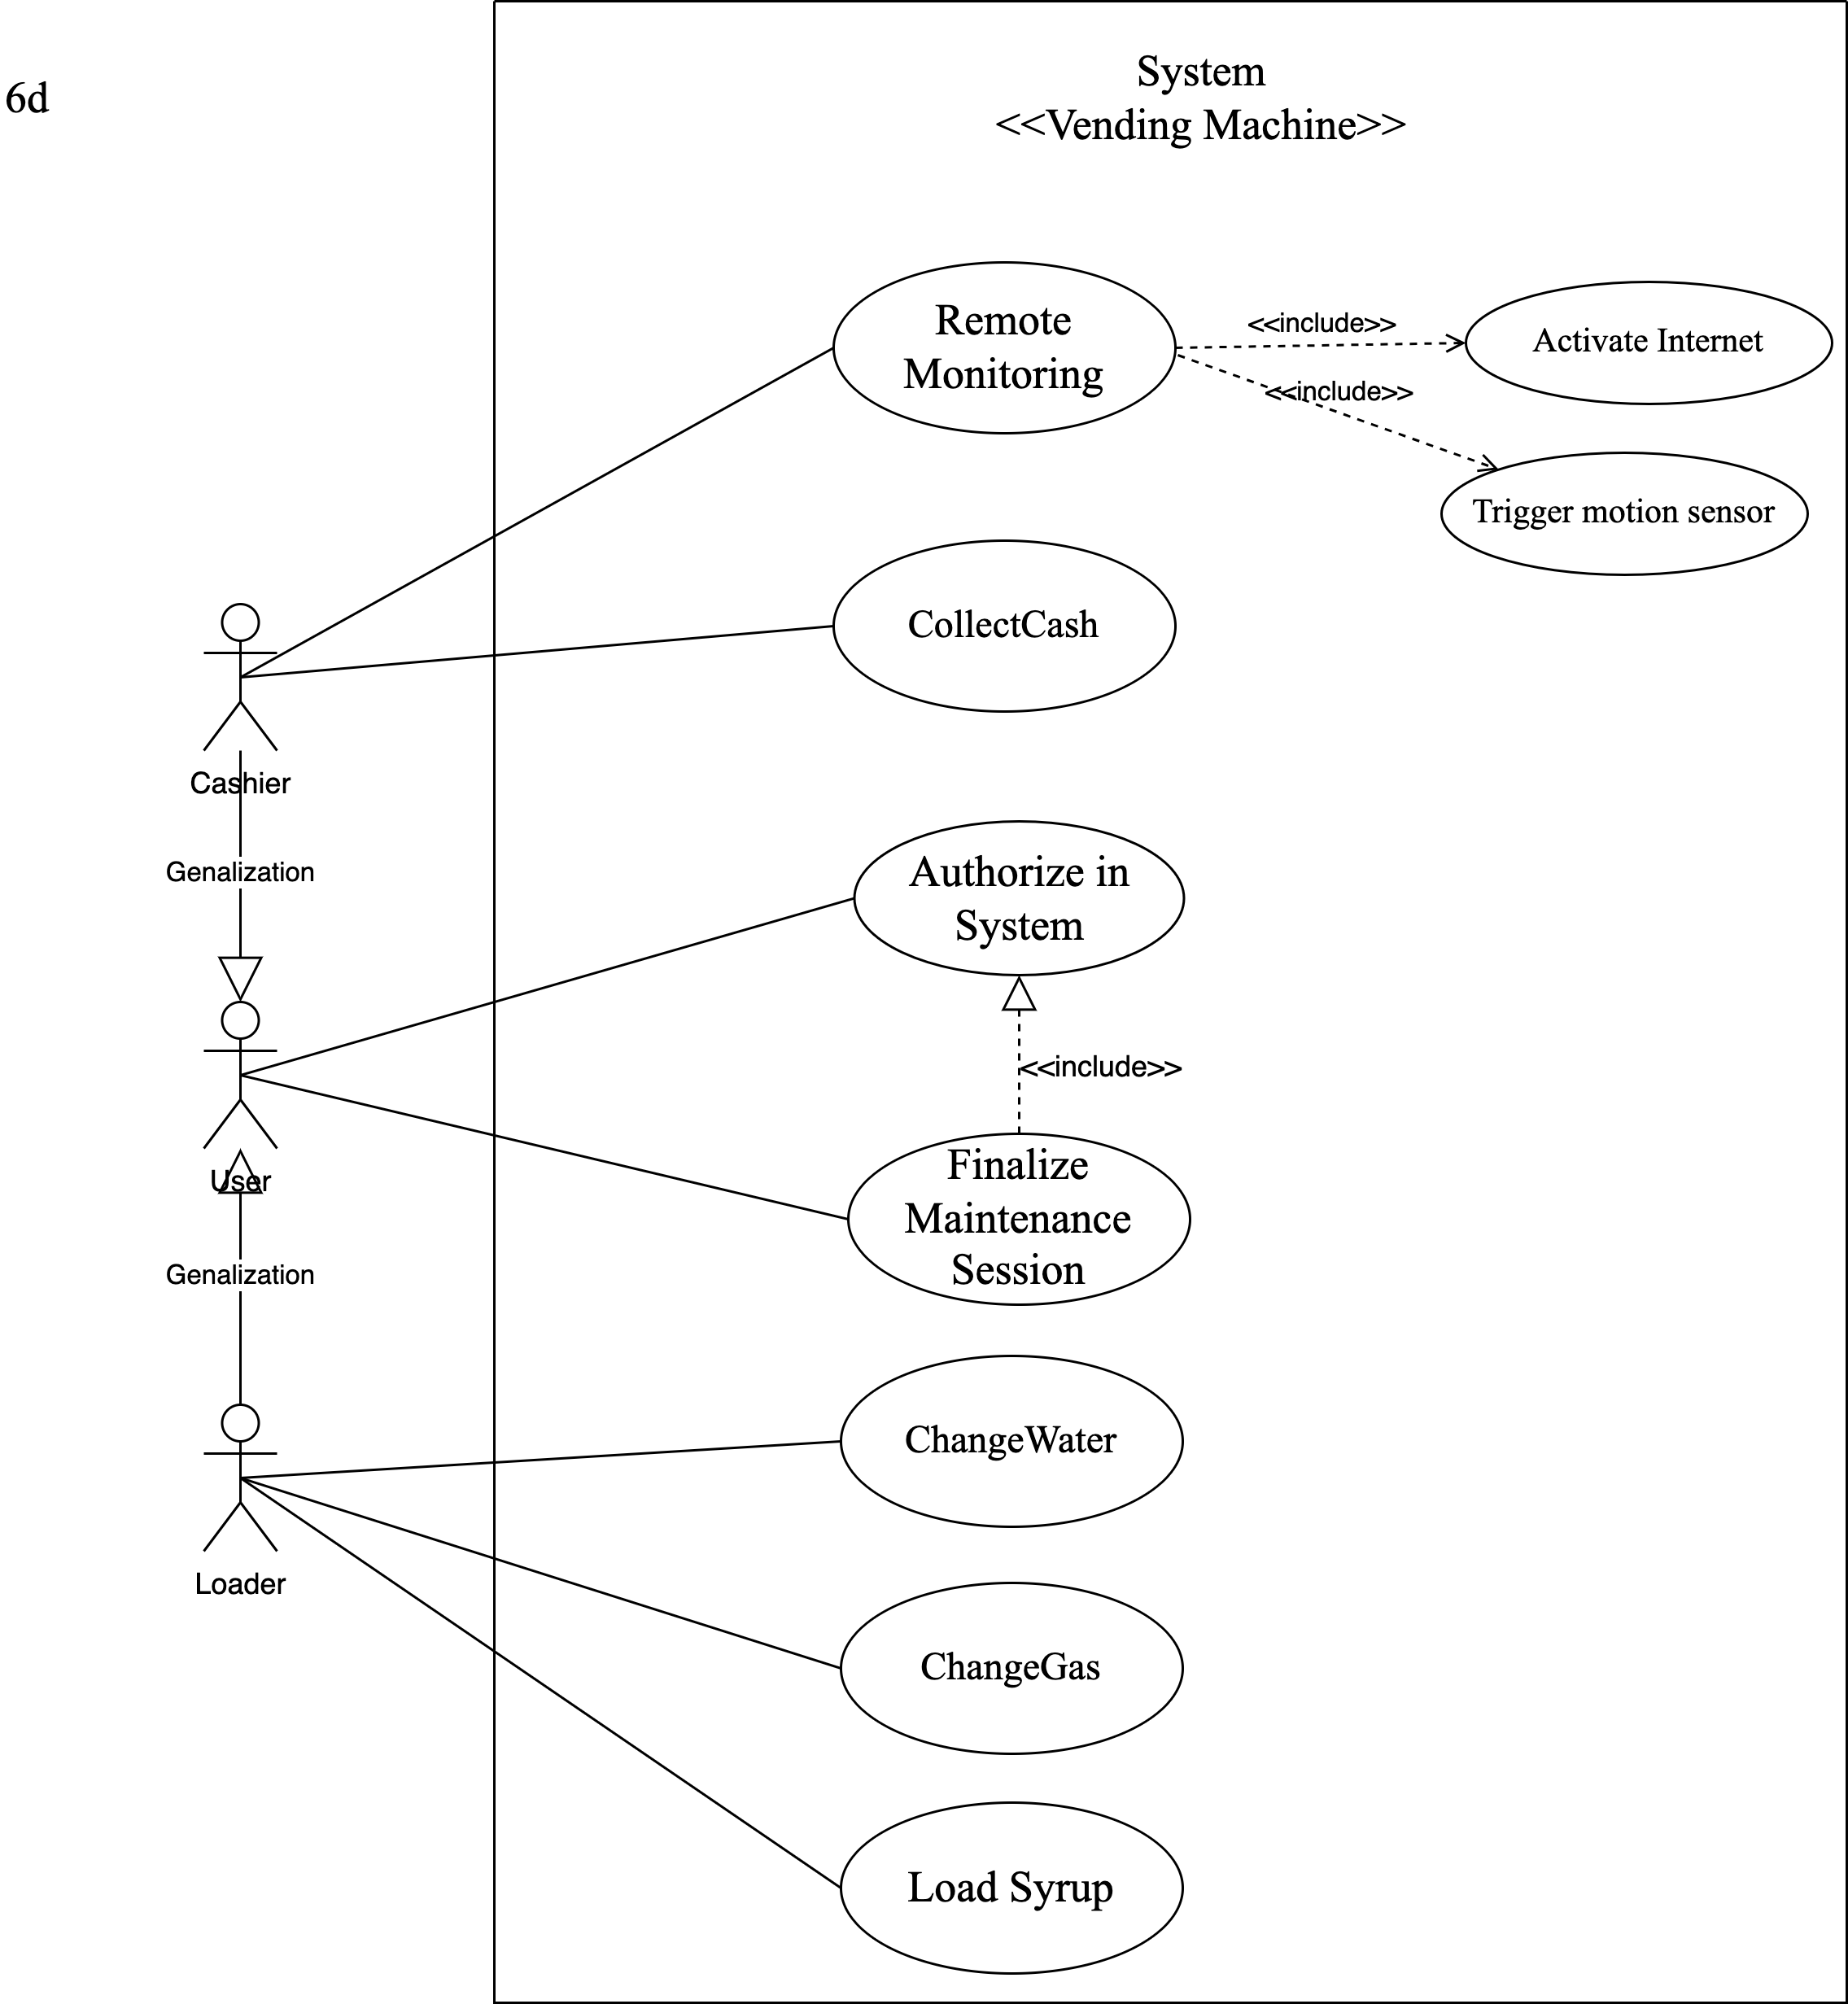 6d
System
<<Vending Machine>>
Remote
Monitoring
<<include>>
Activate Internet
<<include>>
Trigger motion sensor
CollectCash
Cashier
Genalization
Authorize in
System
<<include>>
User
Finalize
Maintenance
Session
Genalization
ChangeWater
Loader
ChangeGas
Load Syrup